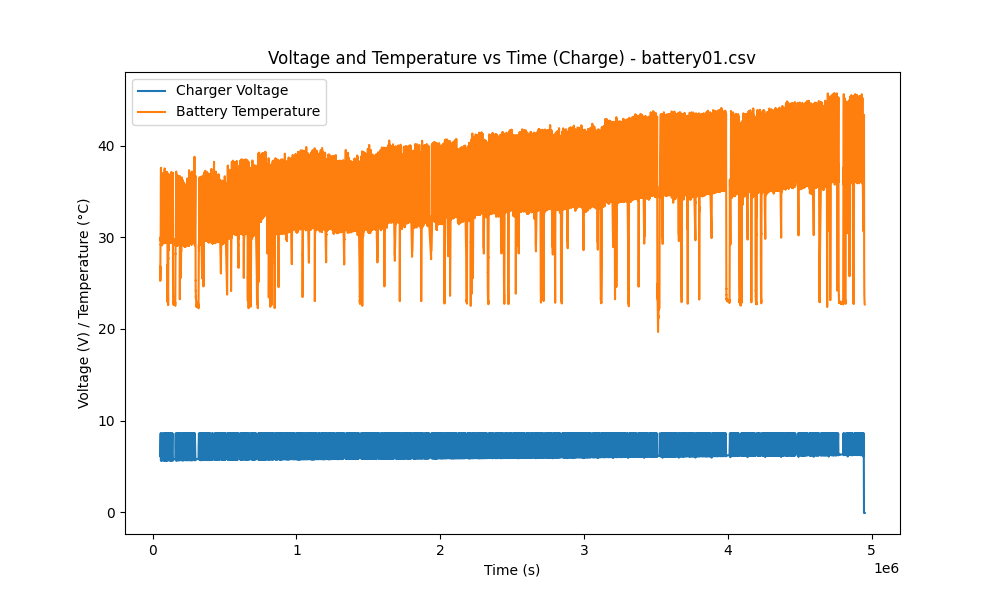 Voltage and Temperature vs Time (Charge) - battery01.csv
Charger Voltage
Battery Temperature
Voltage (V) / Temperature (°C)
40
30
20
10
0
0 1 2 3 4 5
1e6
Time (s)